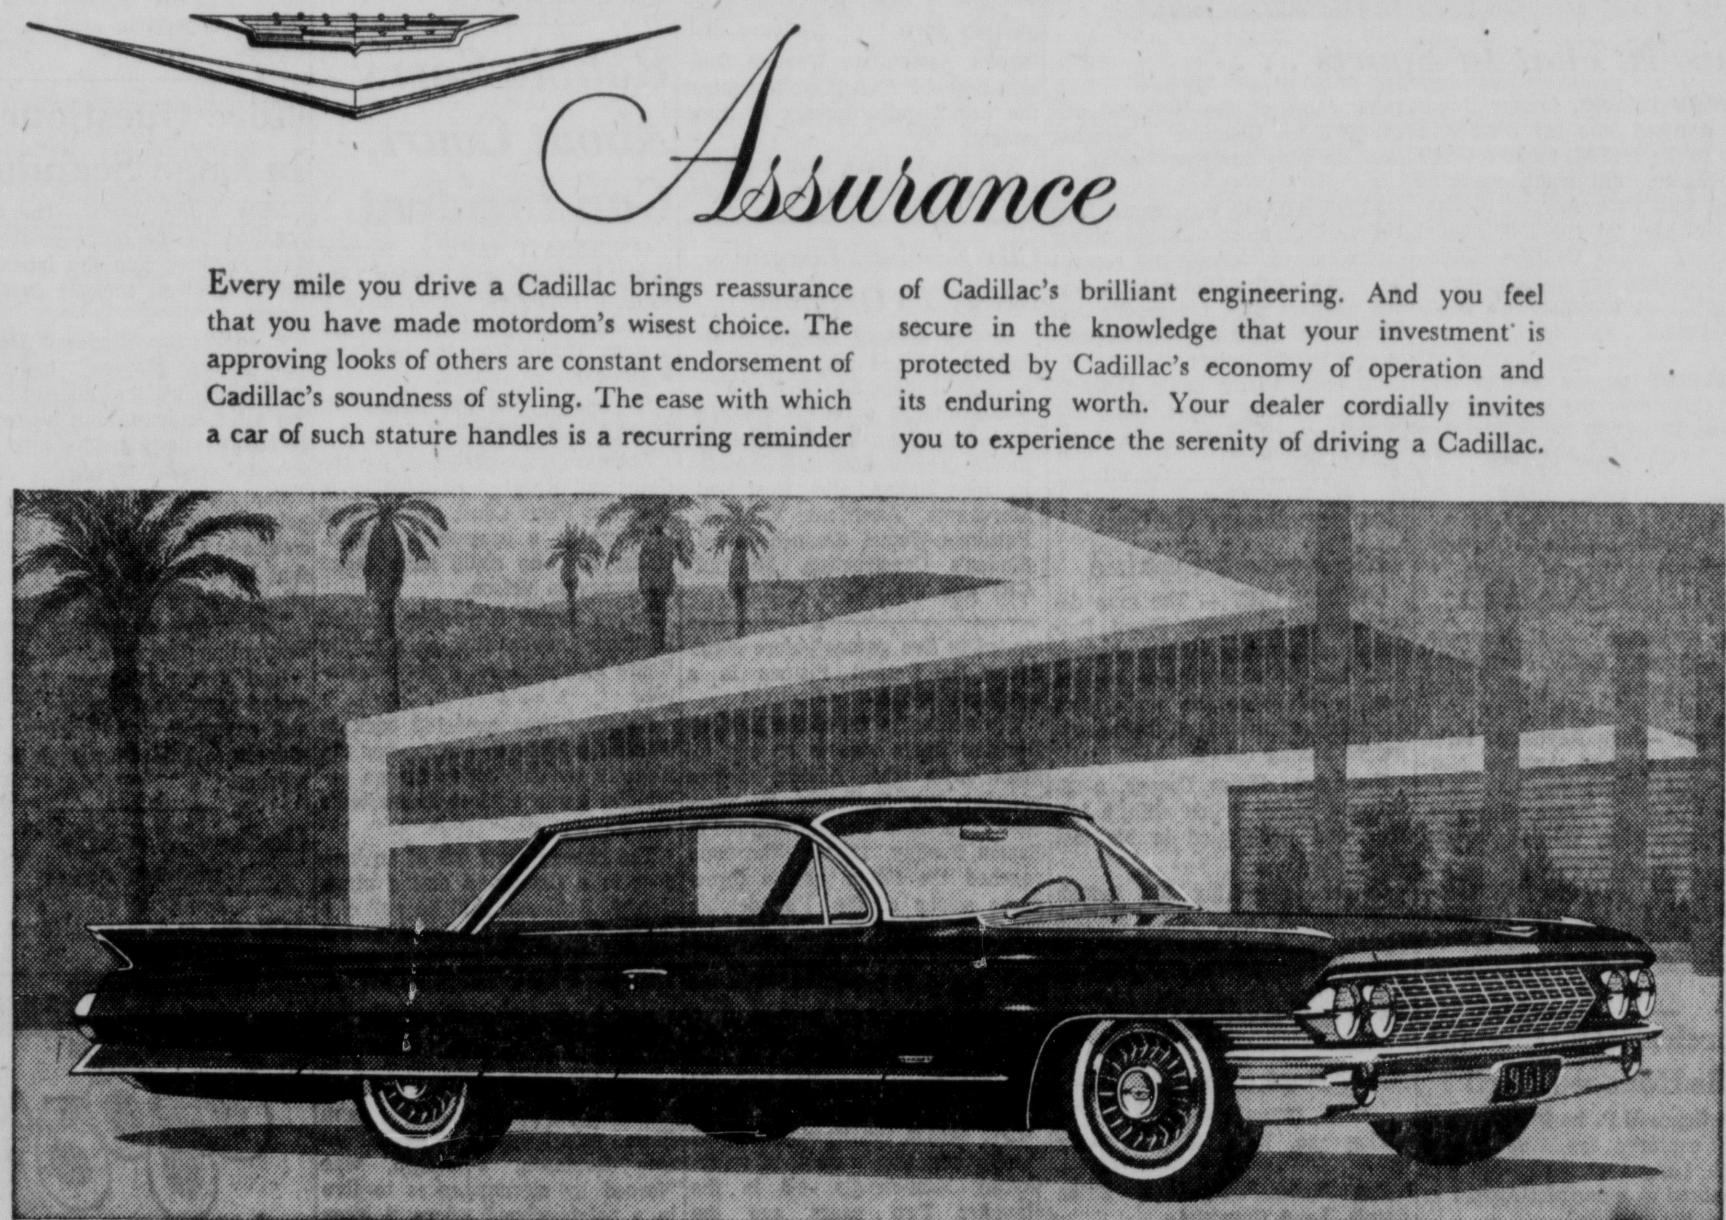 Assurance
Every mile you drive a Cadillac brings reassurance
that you have made motordom's wisest choice. The
approving looks of others are constant endorsement of
Cadillac's soundness of styling. The ease with which
a car of such stature handles is a recurring reminder
of Cadillac's brilliant engineering. And you feel
secure in the knowledge that your investment is
protected by Cadillac's economy of operation and
its enduring worth. Your dealer cordially invites
you to experience the serenity of driving a Cadillac.
1961